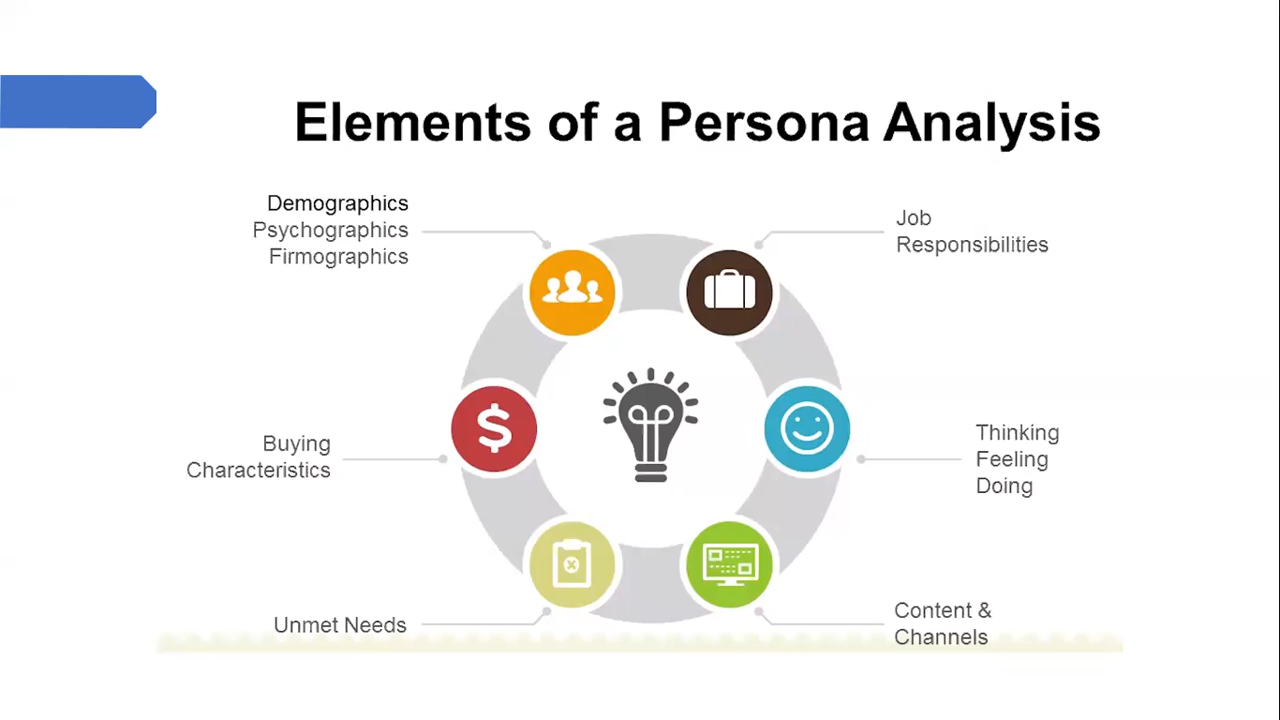 Elements of a Persona Analysis
Demographics
Psychographics
Firmographics
Job
Responsibilities
$
Buying
Characteristics
Thinking
Feeling
Doing
Unmet Needs
Content &
Channels